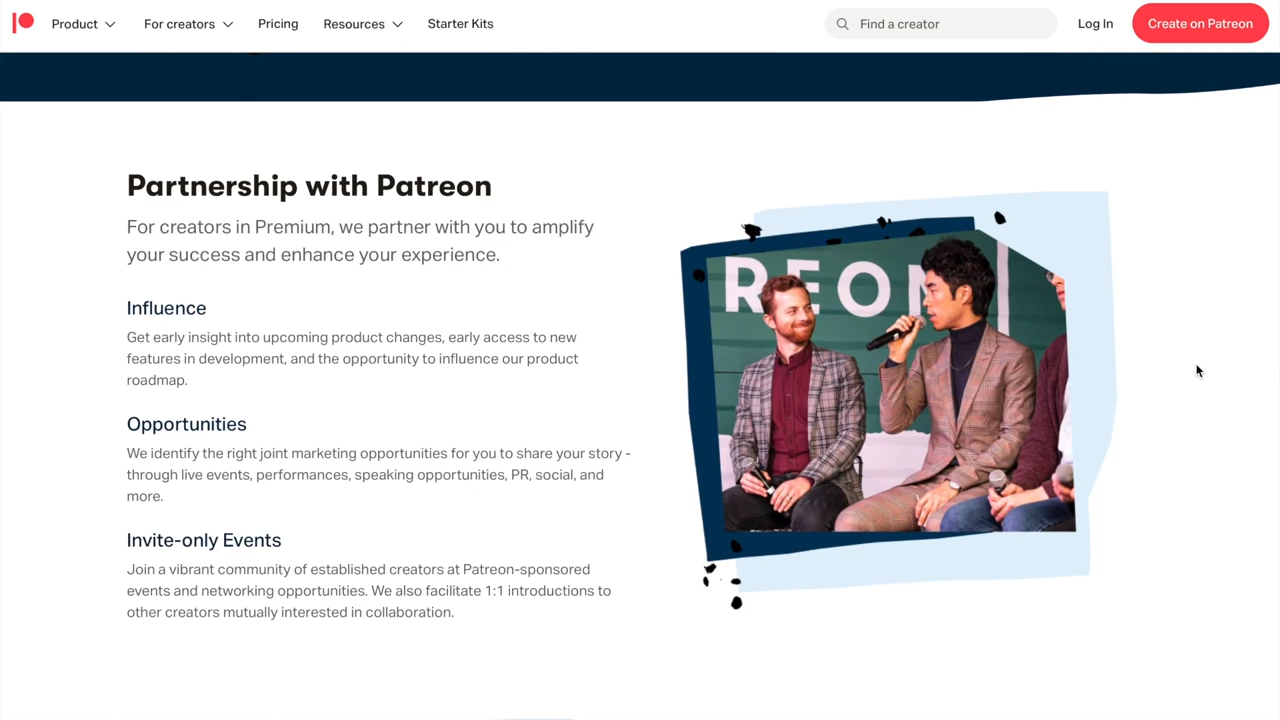 Product
For creators
Pricing
Resources
Starter Kits
Find a creator
Log In
Create on Patreon
Partnership with Patreon
For creators in Premium, we partner with you to amplify
your success and enhance your experience.
Influence
Get early insight into upcoming product changes, early access to new
features in development, and the opportunity to influence our product
roadmap.
Opportunities
We identify the right joint marketing opportunities for you to share your story -
through live events, performances, speaking opportunities, PR, social, and
more.
Invite-only Events
Join a vibrant community of established creators at Patreon-sponsored
events and networking opportunities. We also facilitate 1:1 introductions to
other creators mutually interested in collaboration.
REON